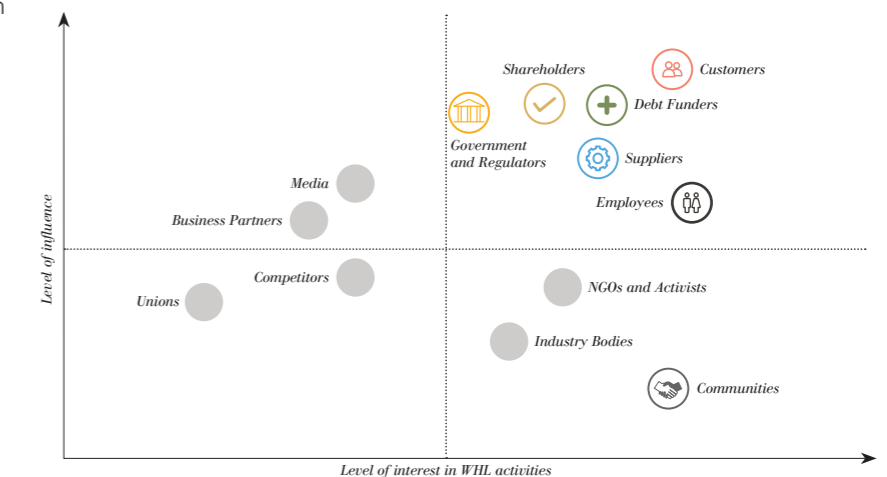 n
Shareholders
Customers
Debt Funders
Government
and Regulators
Suppliers
Media
Employees
Business Partners
Level of influence
Competitors
NGOs and Activists
Unions
Industry Bodies
Communities
Level of interest in WHL activities